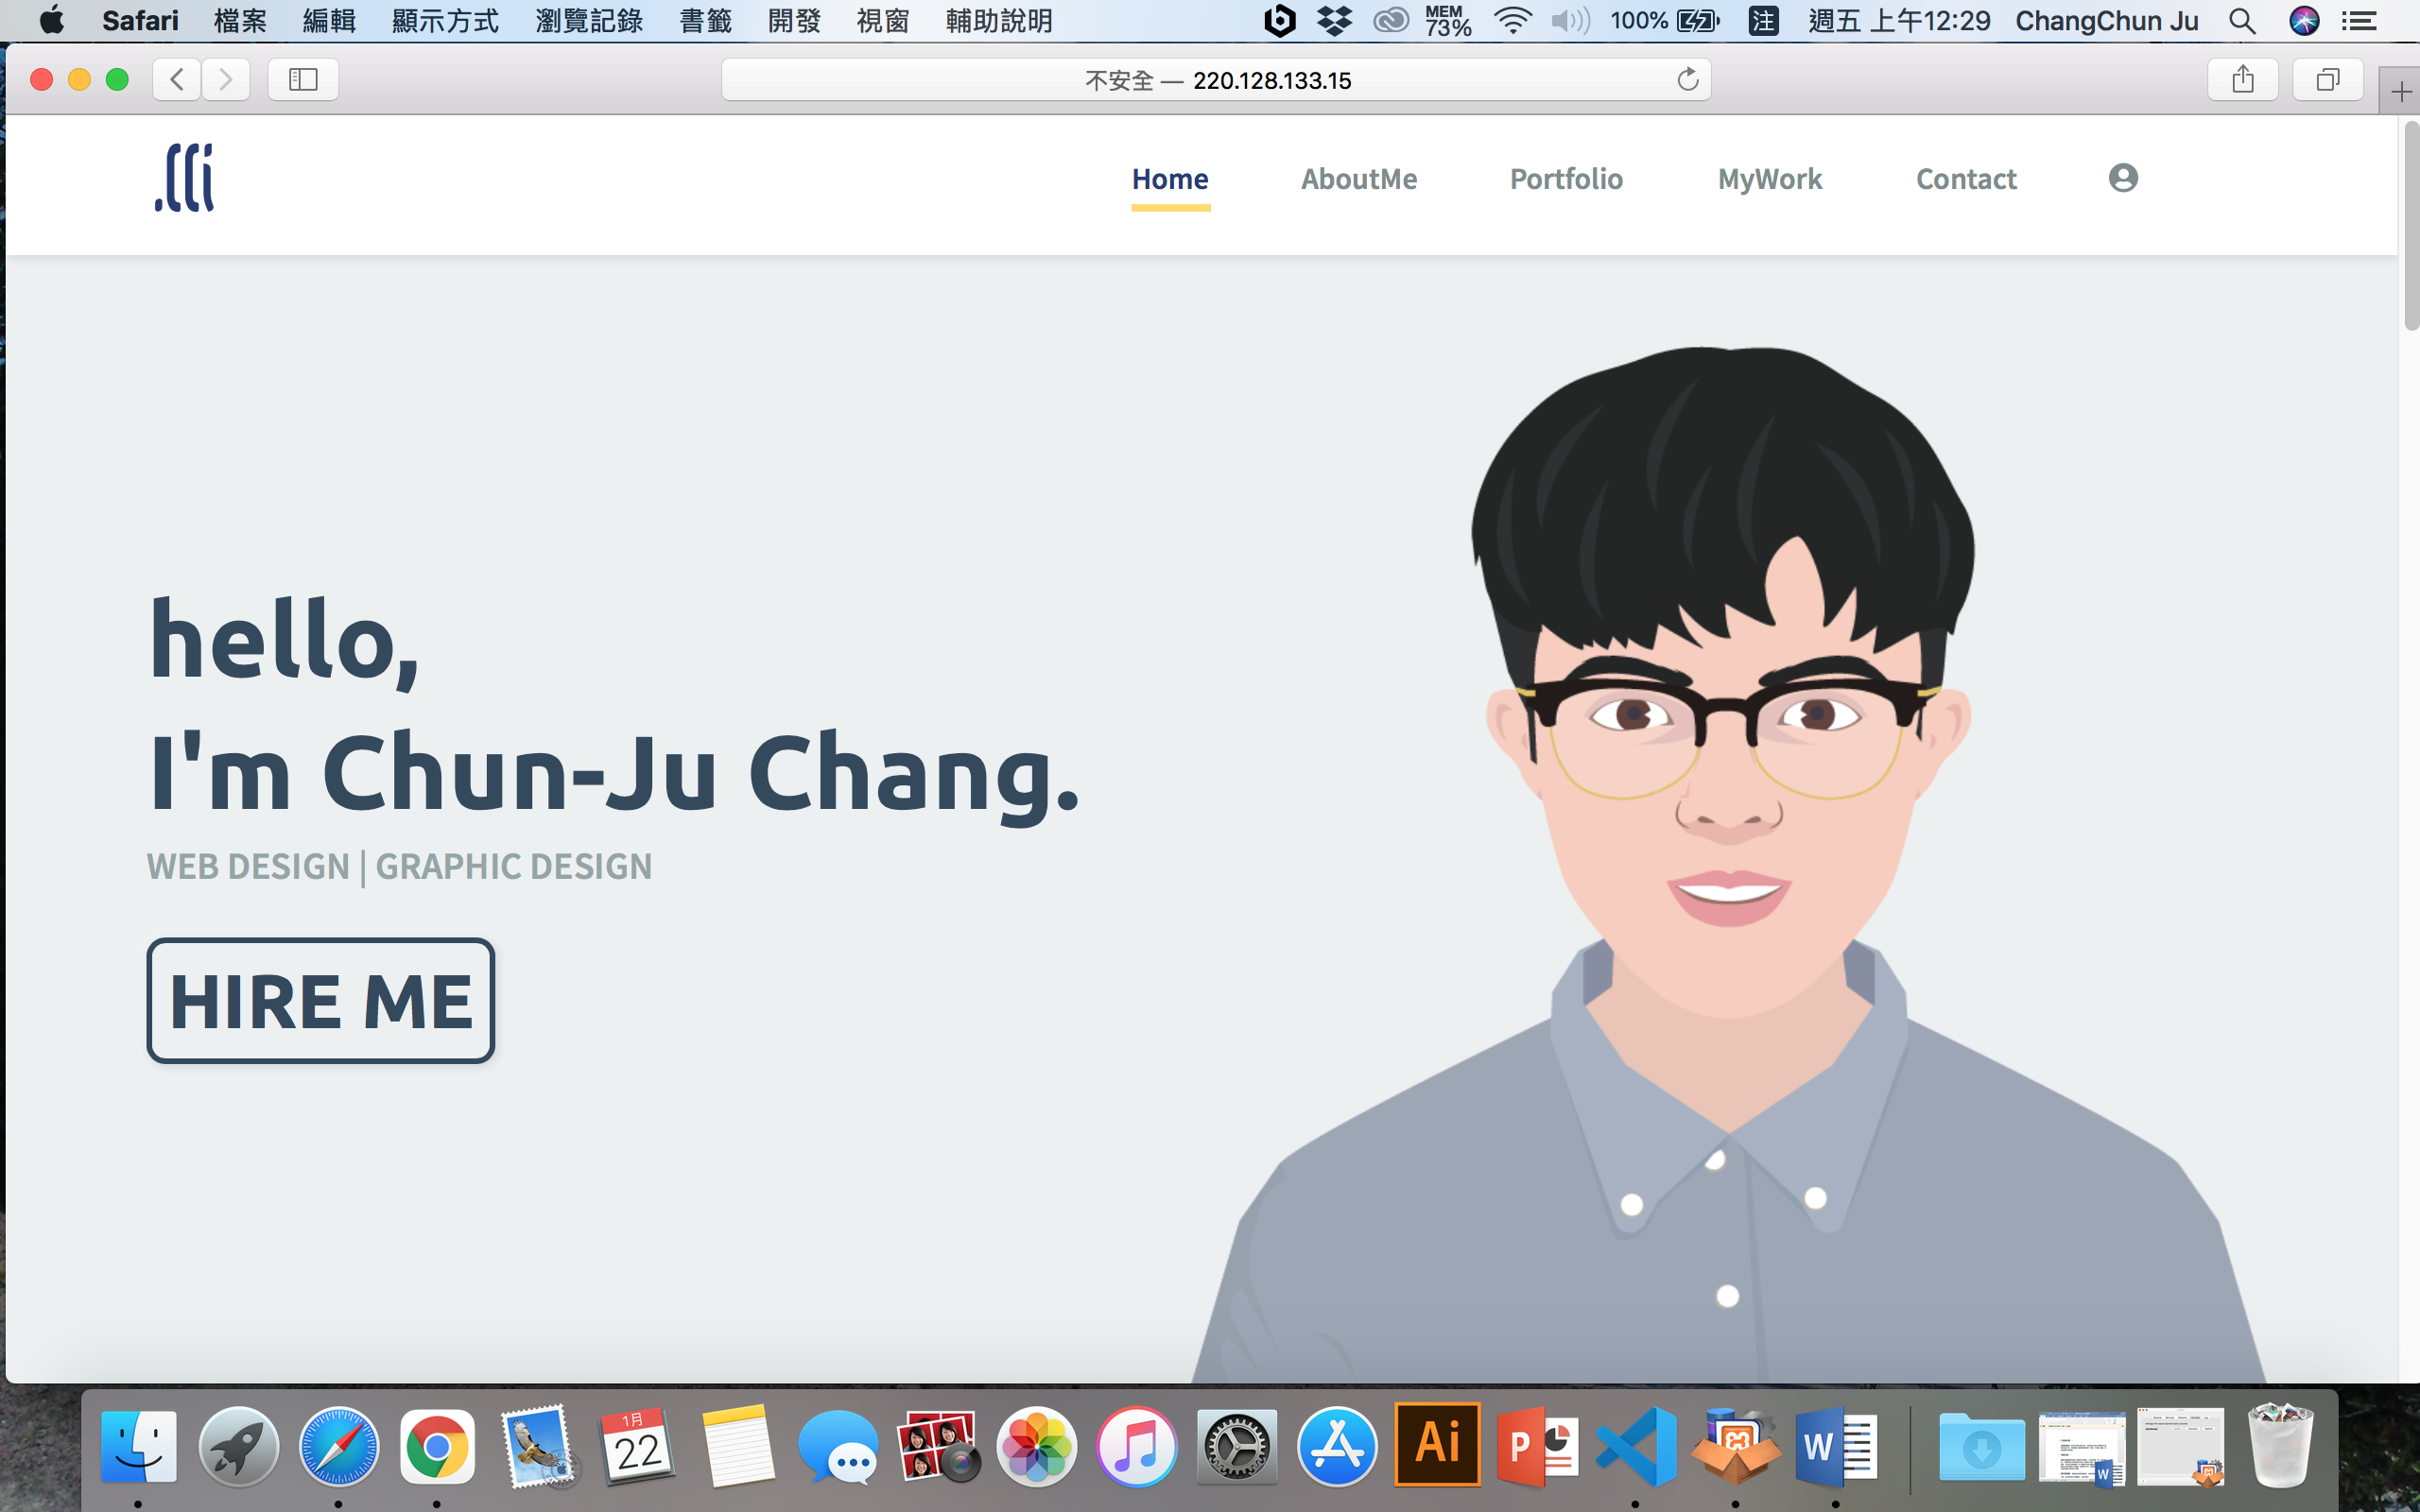 Safari 檔案 編輯 顯示方式 瀏覽記錄 書籤 開發 視窗 輔助說明 MEM 73% 100% 注 週五 上午12:29 ChangChun Ju
不安全 — 220.128.133.15
Home AboutMe Portfolio MyWork Contact
hello,
I'm Chun-Ju Chang.
WEB DESIGN | GRAPHIC DESIGN
HIRE ME
1月
22
Ai
P
W
W